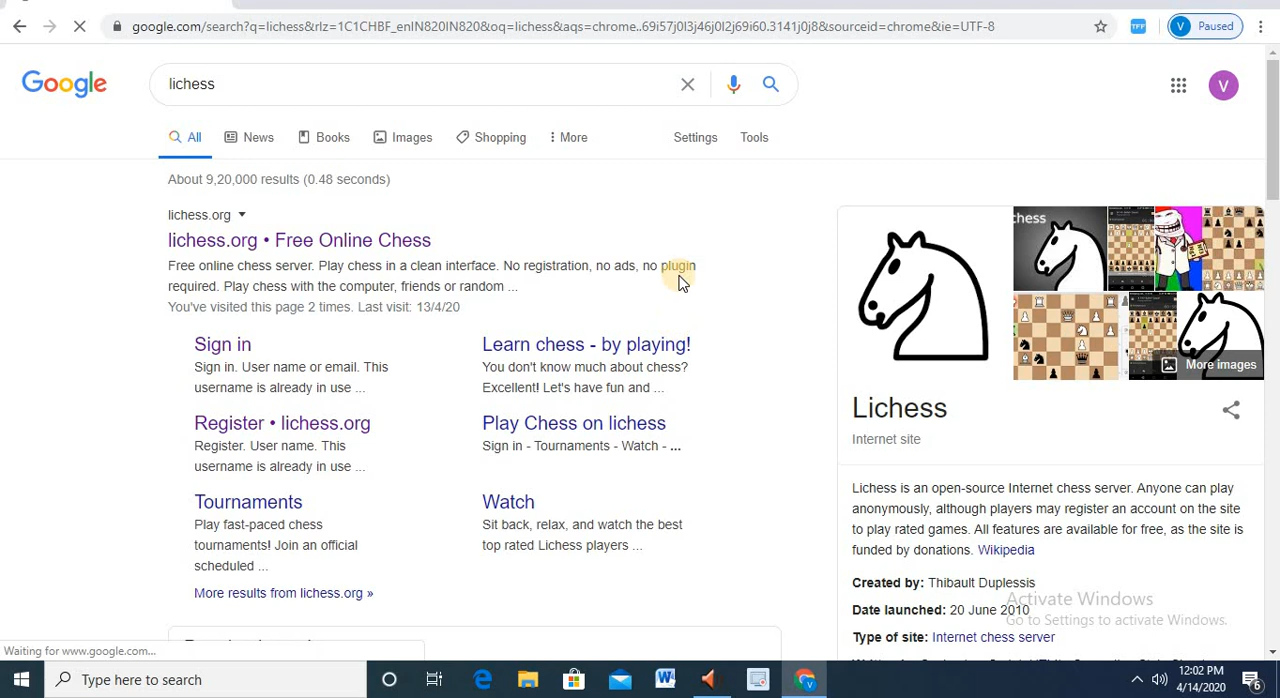 google.com/search?q=lichess&rlz=1C1CHBF_enIN820IN820&oq=lichess&aqs=chrome..69i57j0l3j46j0l2j69i60.3141j0j8&sourceid=chrome&ie=UTF-8
TFF
V Paused
Google
lichess
V
All News Books Images Shopping More Settings Tools
About 9,20,000 results (0.48 seconds)
lichess.org
lichess.org • Free Online Chess
Free online chess server. Play chess in a clean interface. No registration, no ads, no plugin
required. Play chess with the computer, friends or random ...
You've visited this page 2 times. Last visit: 13/4/20
Sign in
Sign in. User name or email. This
username is already in use ...
Learn chess - by playing!
You don't know much about chess?
Excellent! Let's have fun and ...
Register • lichess.org
Register. User name. This
username is already in use ...
Play Chess on lichess
Sign in - Tournaments - Watch - ...
Tournaments
Play fast-paced chess
tournaments! Join an official
scheduled ...
Watch
Sit back, relax, and watch the best
top rated Lichess players ...
More results from lichess.org »
chess
More images
Lichess
Internet site
Lichess is an open-source Internet chess server. Anyone can play
anonymously, although players may register an account on the site
to play rated games. All features are available for free, as the site is
funded by donations. Wikipedia
Created by: Thibault Duplessis
Date launched: 20 June 2010
Type of site: Internet chess server
Activate Windows
Go to Settings to activate Windows.
Waiting for www.google.com...
Type here to search
12:02 PM
4/14/2020
6